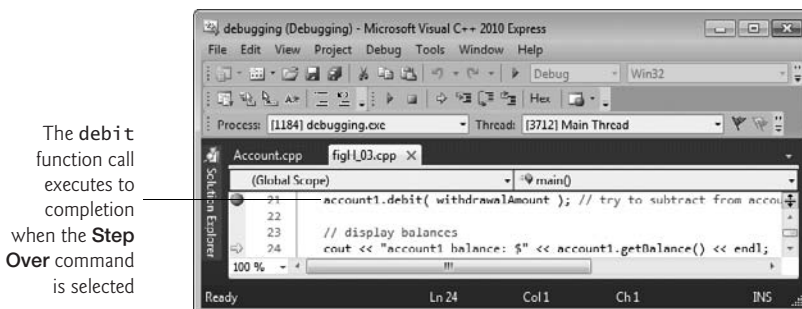 The debit
function call
executes to
completion
when the Step
Over command
is selected
debugging (Debugging) - Microsoft Visual C++ 2010 Express
File Edit View Project Debug Tools Window Help
Debug Win32
Hex
Process: [1184] debugging.exe Thread: [3712] Main Thread
Solution Explorer
Account.cpp figH_03.cpp X
(Global Scope) main()
21 account1.debit( withdrawalAmount ); // try to subtract from accou
22
23 // display balances
24 cout << "account1 balance: $" << account1.getBalance() << endl;
100 %
Ready Ln 24 Col 1 Ch 1 INS